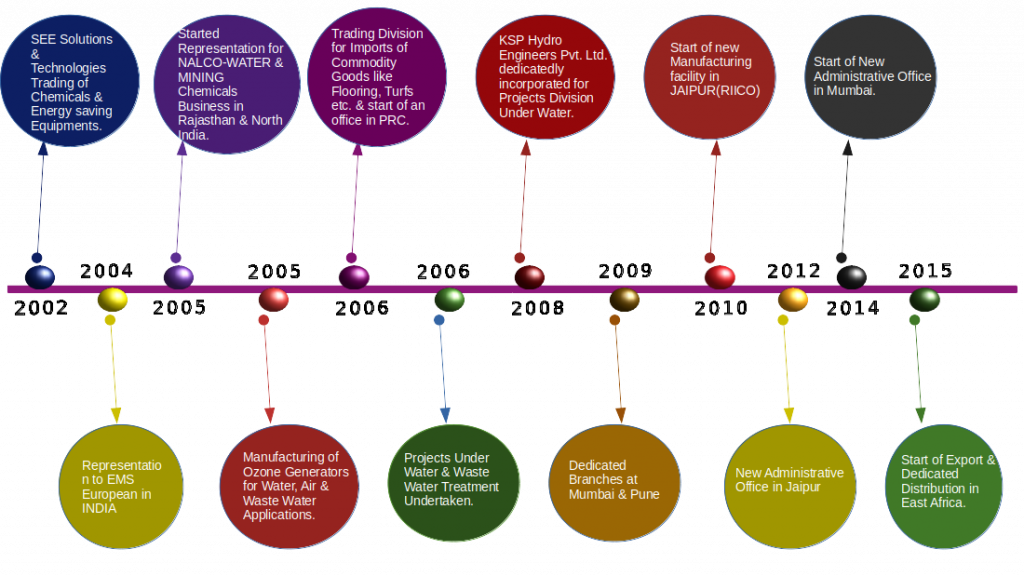 SEE Solutions
&
Technologies
Trading of
Chemicals &
Energy saving
Equipments.
Started
Representation for
NALCO-WATER &
MINING
Chemicals
Business in
Rajasthan & North
India.
Trading Division
for Imports of
Commodity
Goods like
Flooring, Turfs
etc. & start of an
office in PRC.
KSP Hydro
Engineers Pvt. Ltd.
dedicatedly
incorporated for
Projects Division
Under Water.
Start of new
Manufacturing
facility in
JAIPUR(RIICO)
Start of New
Administrative Office
in Mumbai.
2004
2005
2006
2009
2012
2015
2002
2005
2006
2008
2010
2014
Representatio
n to EMS
European in
INDIA
Manufacturing of
Ozone Generators
for Water, Air &
Waste Water
Applications.
Projects Under
Water & Waste
Water Treatment
Undertaken.
Dedicated
Branches at
Mumbai & Pune
New Administrative
Office in Jaipur
Start of Export &
Dedicated
Distribution in
East Africa.